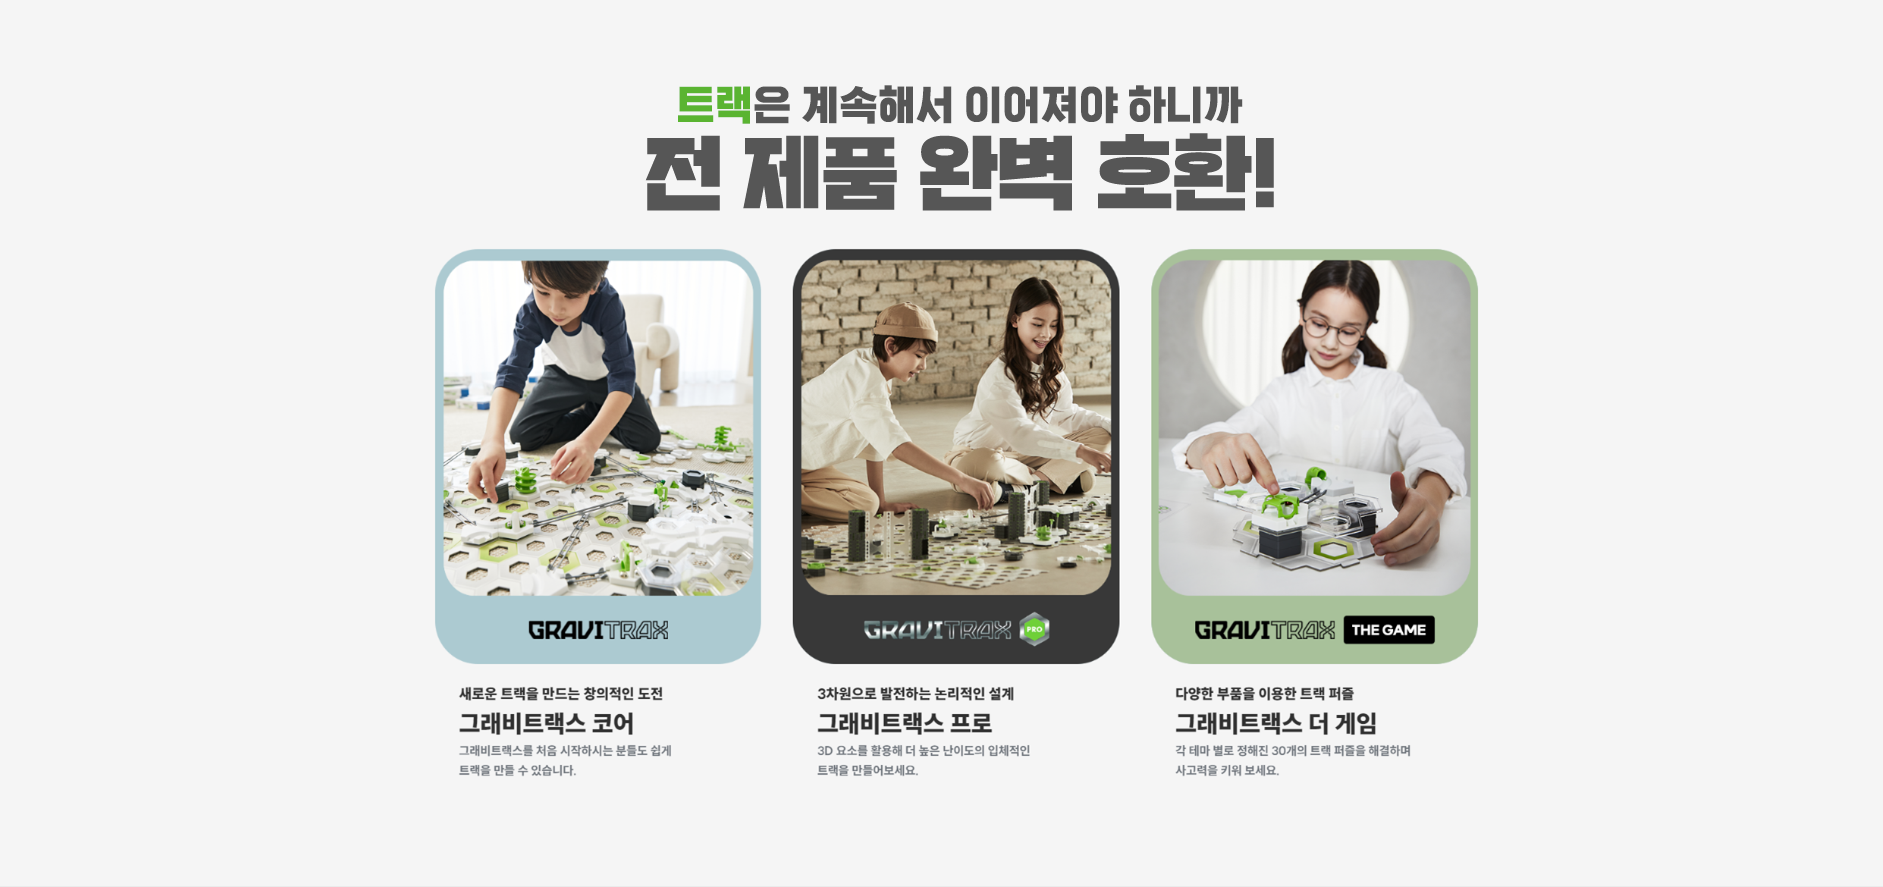 트랙은 계속해서 이어져야 하니까
전 제품 완벽 호환!
GRAVITRAX
새로운 트랙을 만드는 창의적인 도전
그래비트랙스 코어
그래비트랙스를 처음 시작하시는 분들도 쉽게
트랙을 만들 수 있습니다.
GRAVITRAX PRO
3차원으로 발전하는 논리적인 설계
그래비트랙스 프로
3D 요소를 활용해 더 높은 난이도의 입체적인
트랙을 만들어보세요.
GRAVITRAX THE GAME
다양한 부품을 이용한 트랙 퍼즐
그래비트랙스 더 게임
각 테마 별로 정해진 30개의 트랙 퍼즐을 해결하며
사고력을 키워 보세요.